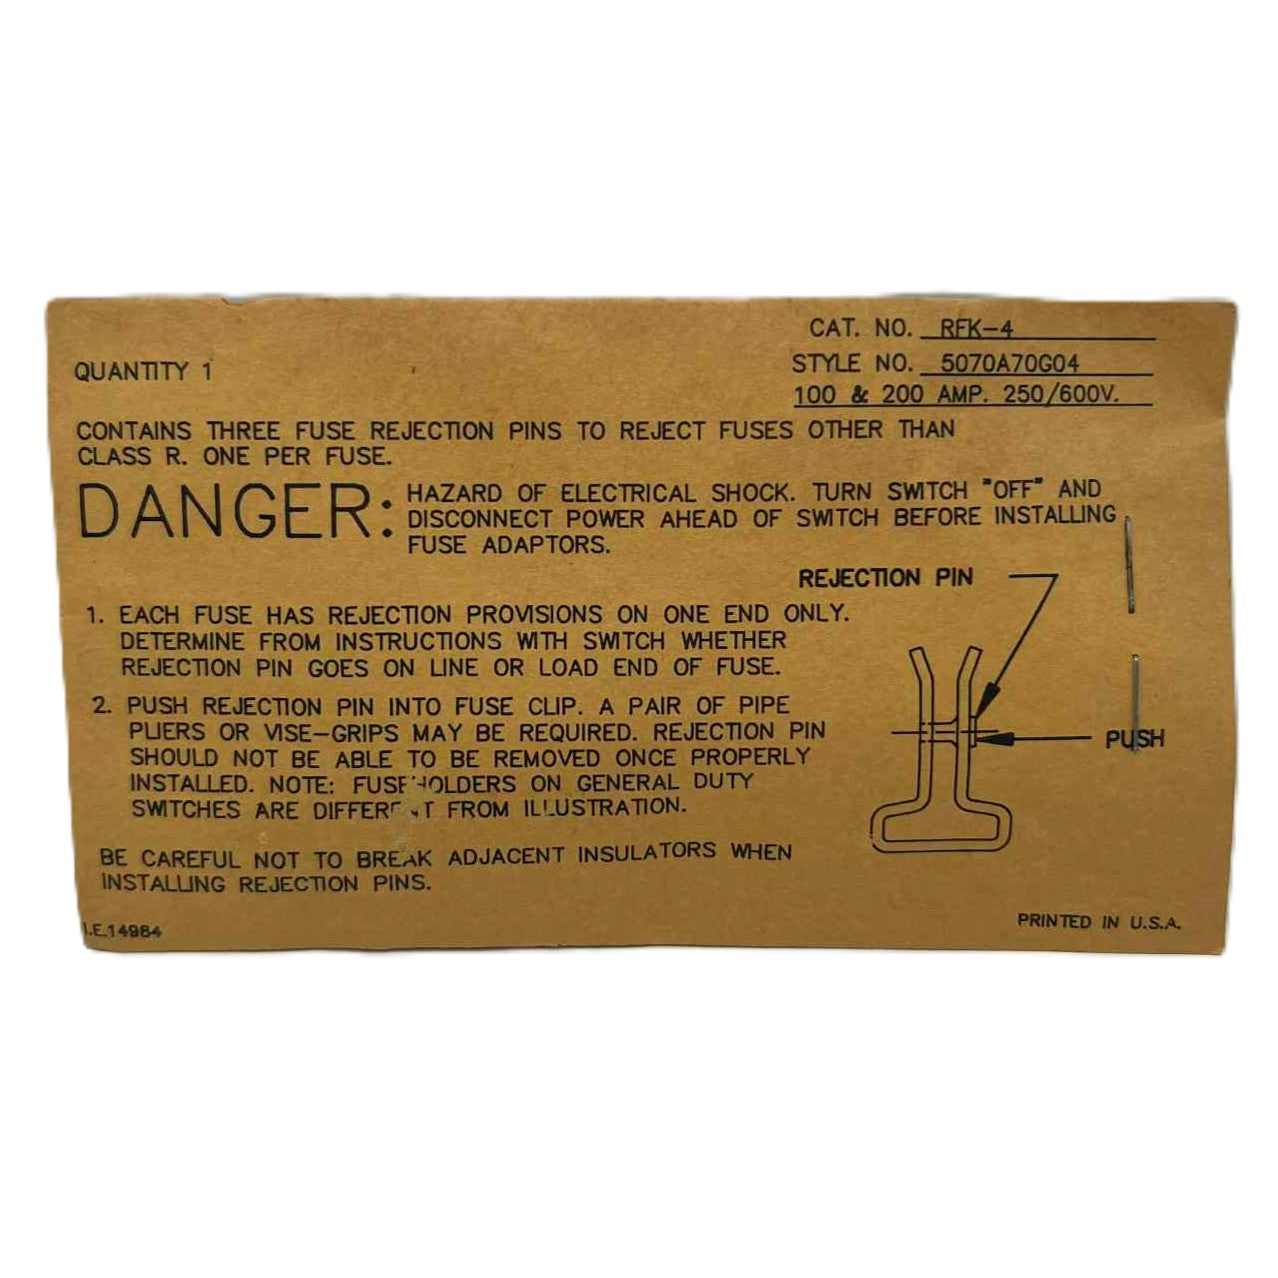 CAT. NO. RFK-4
STYLE NO. 5070A70G04
QUANTITY 1
100 & 200 AMP. 250/600V.
CONTAINS THREE FUSE REJECTION PINS TO REJECT FUSES OTHER THAN
CLASS R. ONE PER FUSE.
DANGER: HAZARD OF ELECTRICAL SHOCK. TURN SWITCH "OFF" AND
DISCONNECT POWER AHEAD OF SWITCH BEFORE INSTALLING
FUSE ADAPTORS.
REJECTION PIN
1. EACH FUSE HAS REJECTION PROVISIONS ON ONE END ONLY.
DETERMINE FROM INSTRUCTIONS WITH SWITCH WHETHER
REJECTION PIN GOES ON LINE OR LOAD END OF FUSE.
2. PUSH REJECTION PIN INTO FUSE CLIP. A PAIR OF PIPE
PLIERS OR VISE-GRIPS MAY BE REQUIRED. REJECTION PIN
SHOULD NOT BE ABLE TO BE REMOVED ONCE PROPERLY
INSTALLED. NOTE: FUSEHOLDERS ON GENERAL DUTY
SWITCHES ARE DIFFERENT FROM ILLUSTRATION.
PUSH
BE CAREFUL NOT TO BREAK ADJACENT INSULATORS WHEN
INSTALLING REJECTION PINS.
I.E.14984
PRINTED IN U.S.A.